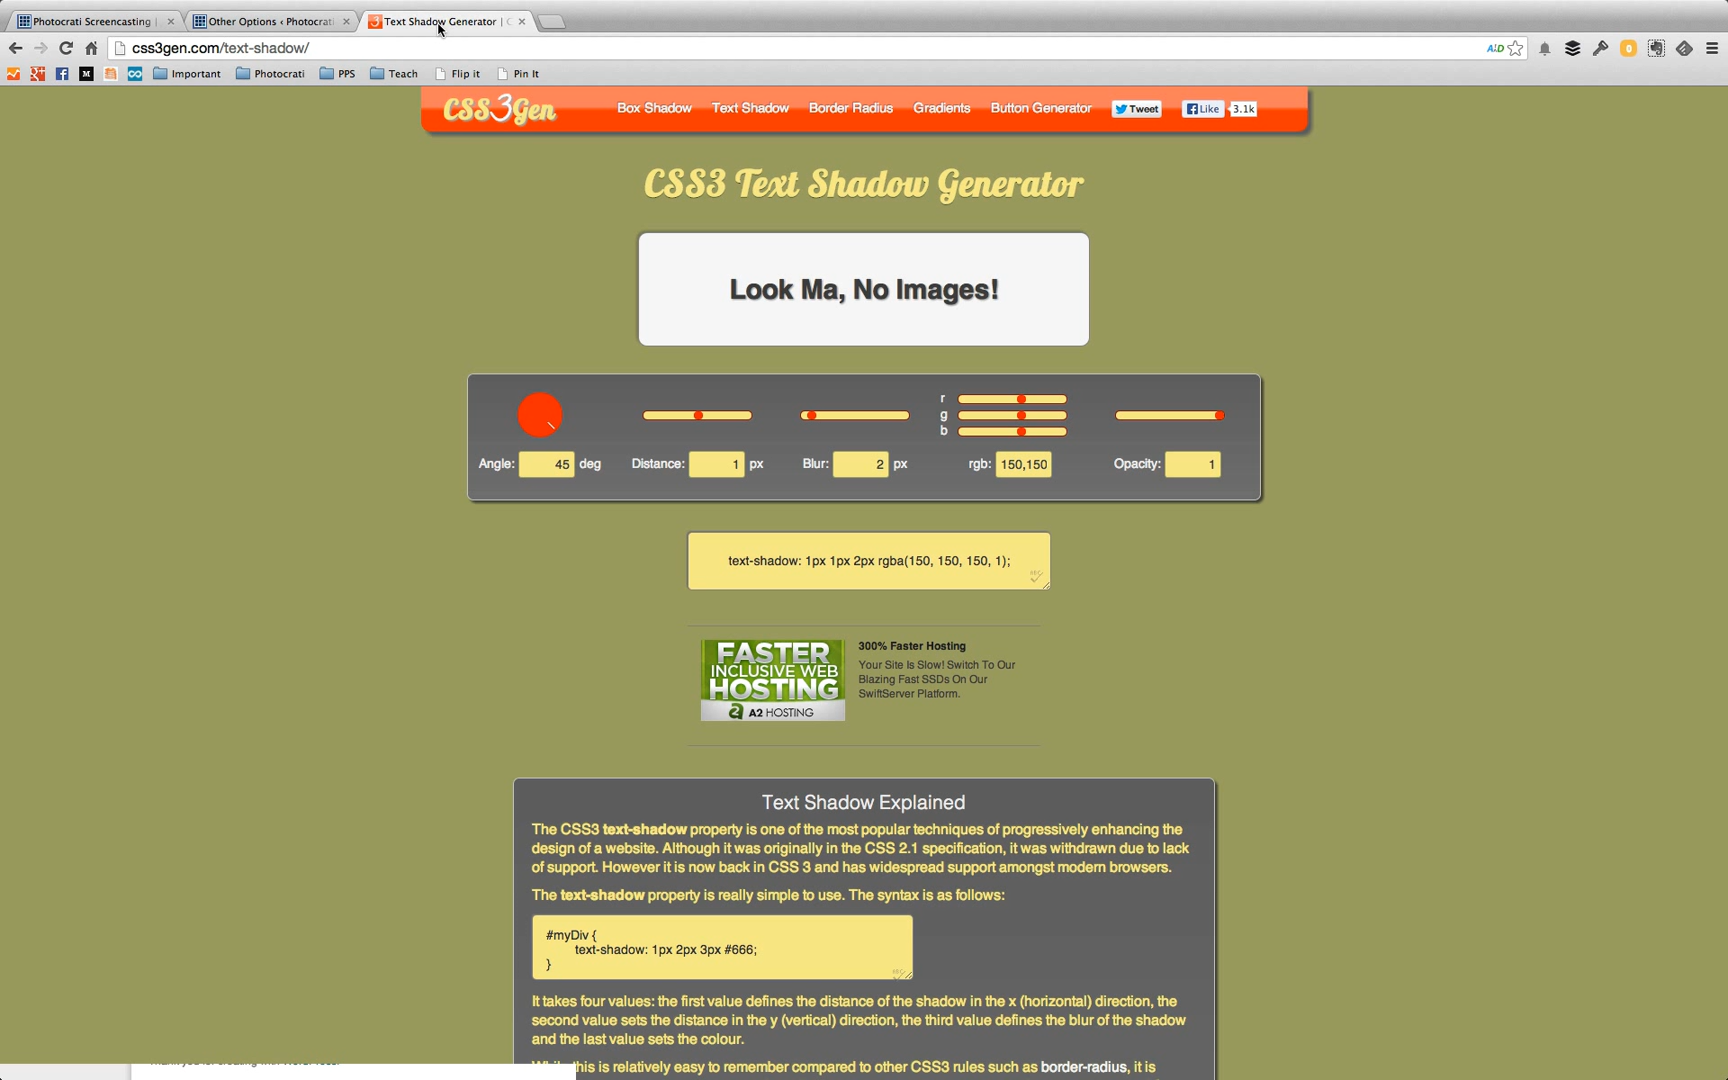 Photocrati Screencasting |
Other Options ‹ Photocrati
Text Shadow Generator |
css3gen.com/text-shadow/
Important
Photocrati
PPS
Teach
Flip it
Pin It
CSS3Gen
Box Shadow
Text Shadow
Border Radius
Gradients
Button Generator
Tweet
Like
3.1k
CSS3 Text Shadow Generator
Look Ma, No Images!
r
g
b
Angle: 45 deg
Distance: 1 px
Blur: 2 px
rgb: 150,150
Opacity: 1
text-shadow: 1px 1px 2px rgba(150, 150, 150, 1);
FASTER
INCLUSIVE WEB
HOSTING
A2 HOSTING
300% Faster Hosting
Your Site Is Slow! Switch To Our
Blazing Fast SSDs On Our
SwiftServer Platform.
Text Shadow Explained
The CSS3 text-shadow property is one of the most popular techniques of progressively enhancing the
design of a website. Although it was originally in the CSS 2.1 specification, it was withdrawn due to lack
of support. However it is now back in CSS 3 and has widespread support amongst modern browsers.
The text-shadow property is really simple to use. The syntax is as follows:
#myDiv {
text-shadow: 1px 2px 3px #666;
}
It takes four values: the first value defines the distance of the shadow in the x (horizontal) direction, the
second value sets the distance in the y (vertical) direction, the third value defines the blur of the shadow
and the last value sets the colour.
this is relatively easy to remember compared to other CSS3 rules such as border-radius, it is